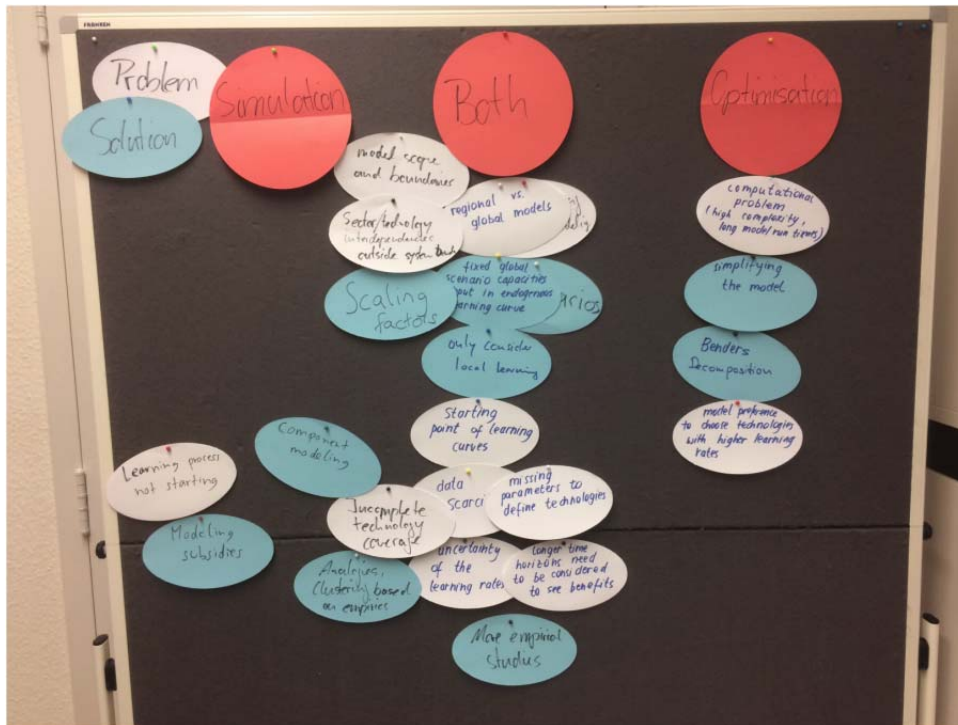 FRANKEN
Problem
Solution
Simulation
Both
Optimisation
model scope
and boundaries
Sector/technology
interdependencies
outside system
regional vs.
global models
Scaling
factors
fixed global
scenario capacities
in endogenous
learning curve
only consider
local learning
starting
point of learning
curves
Component
modeling
Learning process
not starting
Modeling
subsidies
Incomplete
technology
coverage
data
missing
parameters to
define technologies
Analogies,
Clustering based
on empirics
uncertainty
of the
learning rates
longer time
horizons need
to be considered
to see benefits
More empirical
studies
computational
problem
(high complexity,
long model run times)
simplifying
the model
Benders
Decomposition
model preference
to choose technologies
with higher learning
rates